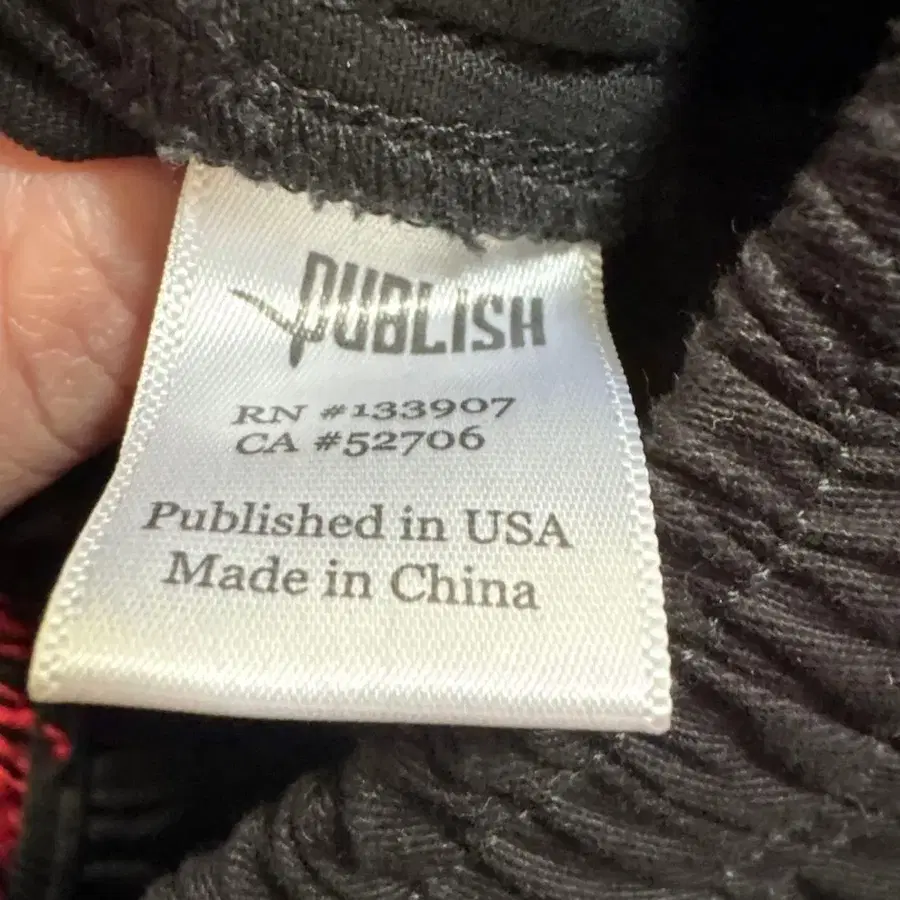 PUBLISH
RN #133907
CA #52706
Published in USA
Made in China